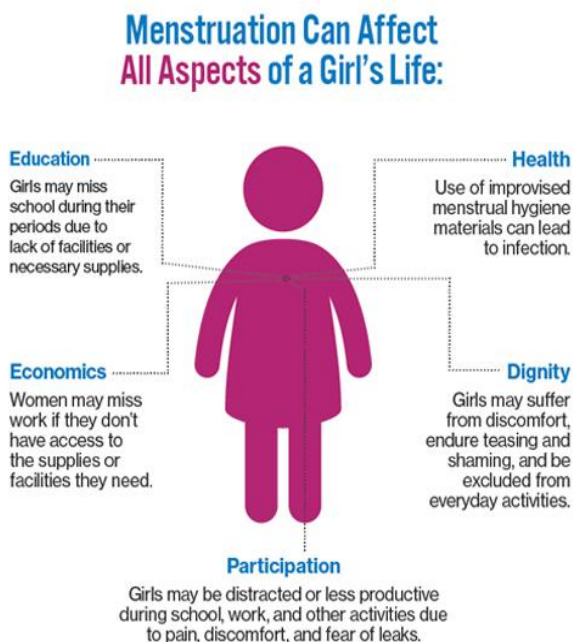 Menstruation Can Affect
All Aspects of a Girl's Life:
Education
Girls may miss
school during their
periods due to
lack of facilities or
necessary supplies.
Health
Use of improvised
menstrual hygiene
materials can lead
to infection.
Economics
Women may miss
work if they don't
have access to
the supplies or
facilities they need.
Dignity
Girls may suffer
from discomfort,
endure teasing and
shaming, and be
excluded from
everyday activities.
Participation
Girls may be distracted or less productive
during school, work, and other activities due
to pain, discomfort, and fear of leaks.